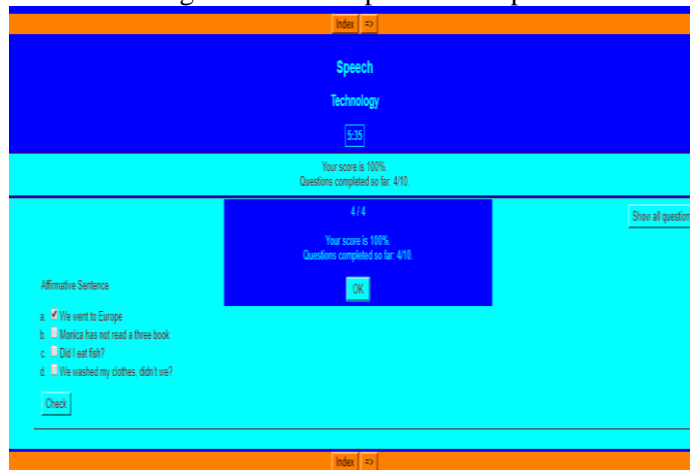 Index =>
Speech
Technology
5:35
Your score is 100%.
Questions completed so far: 4/10.
4 / 4
Show all question
Your score is 100%.
Questions completed so far: 4/10.
OK
Affirmative Sentence
a. We went to Europe
b. Monica has not read a three book
c. Did I eat fish?
d. We washed my clothes, didn't we?
Check
Index =>